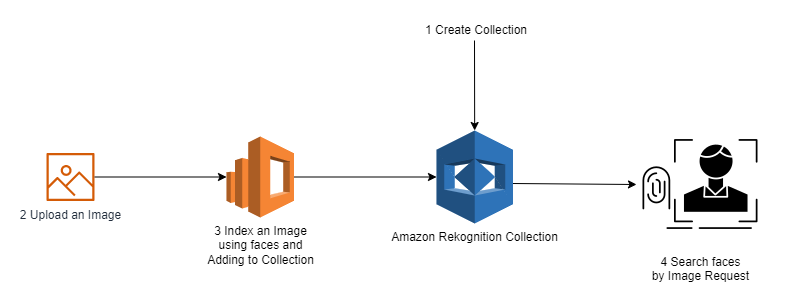 1 Create Collection
2 Upload an Image
3 Index an Image
using faces and
Adding to Collection
Amazon Rekognition Collection
4 Search faces
by Image Request